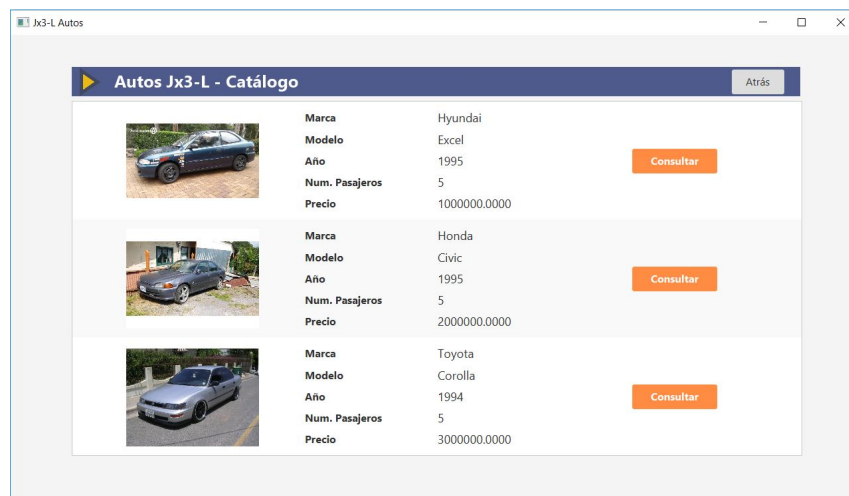 Jx3-L Autos
Autos Jx3-L - Catálogo
Atrás
Marca Hyundai
Modelo Excel
Año 1995
Consultar
Num. Pasajeros 5
Precio 1000000.0000
Marca Honda
Modelo Civic
Año 1995
Consultar
Num. Pasajeros 5
Precio 2000000.0000
Marca Toyota
Modelo Corolla
Año 1994
Consultar
Num. Pasajeros 5
Precio 3000000.0000